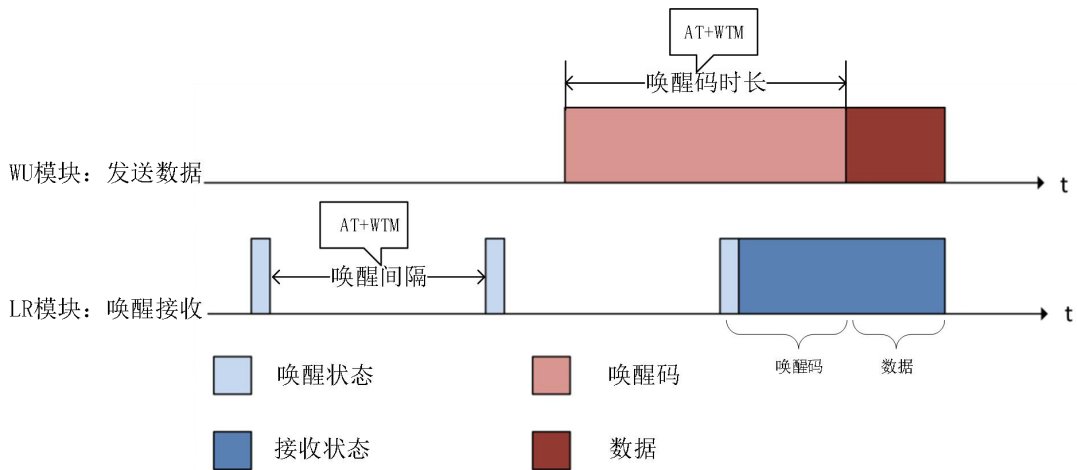 AT+WTM
唤醒码时长
WU模块：发送数据
t
AT+WTM
唤醒间隔
LR模块：唤醒接收
t
唤醒码
数据
唤醒状态
唤醒码
接收状态
数据